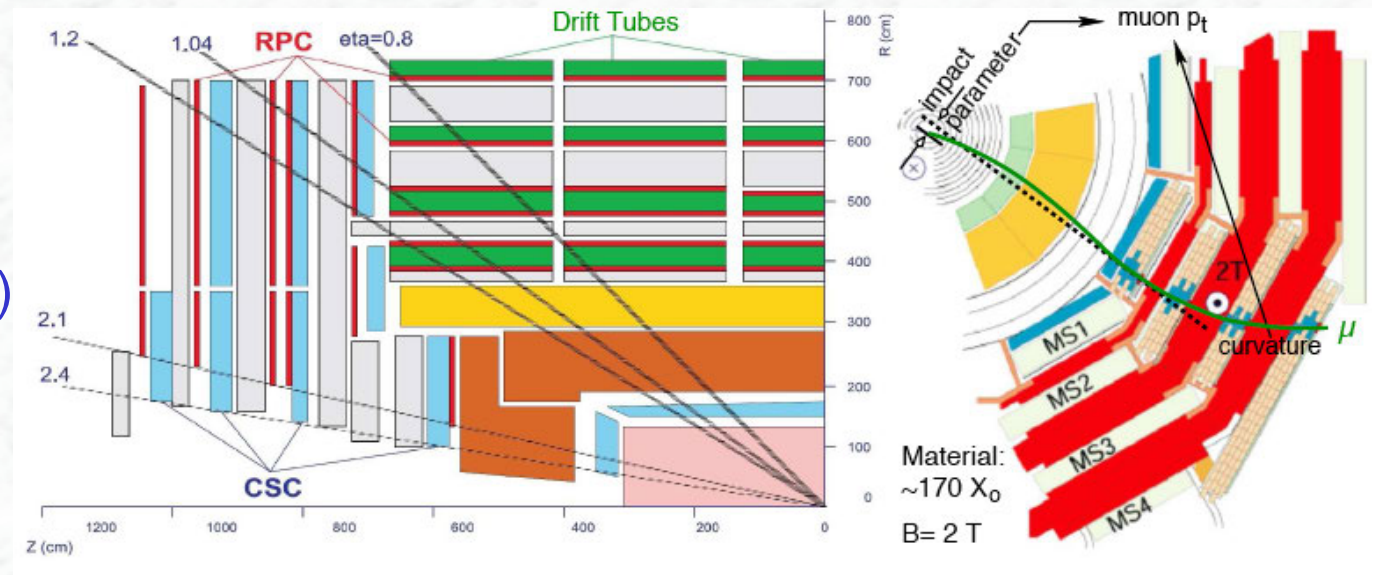 )
1.2
1.04
RPC
eta=0.8
Drift Tubes
800
700
600
500
400
300
200
100
0
R (cm)
2.1
2.4
CSC
1200
1000
800
600
400
200
0
Z (cm)
impact
parameter
muon pt
2T
μ
curvature
MS1
MS2
MS3
MS4
Material:
~170 Xo
B= 2 T